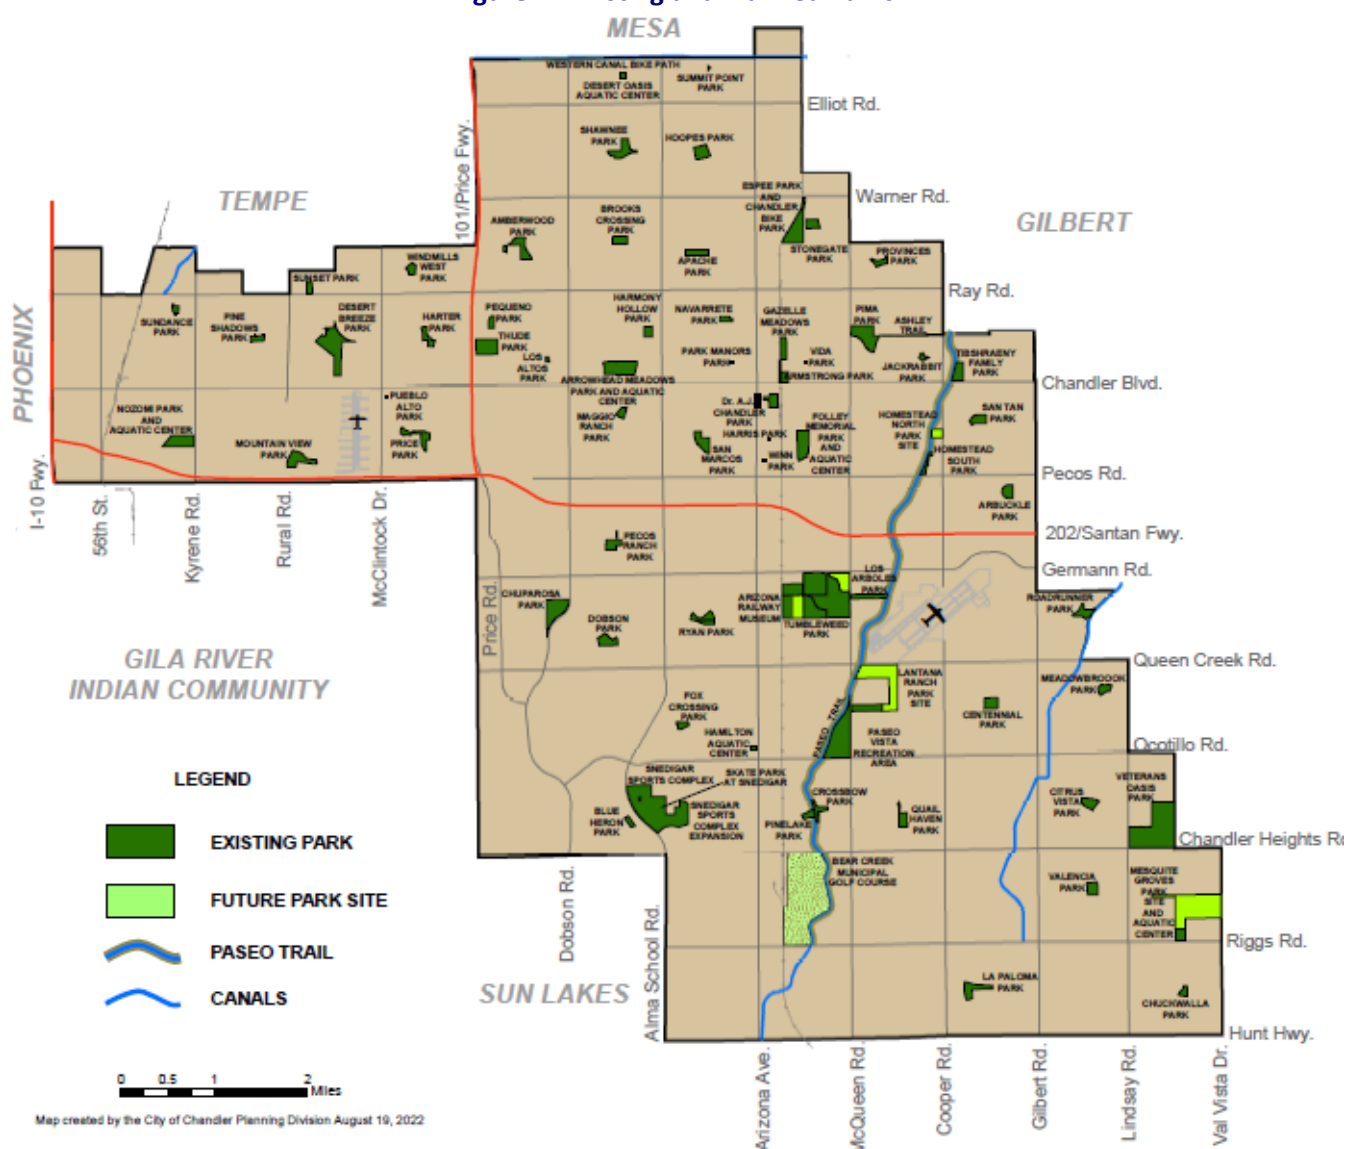 MESA
WESTERN CANAL BIKE PATH
DESERT OASIS
AQUATIC CENTER
SUMMIT POINT
PARK
Elliot Rd.
SHAWNEE
PARK
HOOPES PARK
101/Price Fwy.
TEMPE
ESPEE PARK
AND
CHANDLER
BIKE
PARK
Warner Rd.
GILBERT
AMBERWOOD
PARK
BROOKS
CROSSING
PARK
APACHE
PARK
STONEGATE
PARK
PROVINCES
PARK
WINDMILLS
WEST
PARK
SUNSET PARK
Ray Rd.
PHOENIX
SUNDANCE
PARK
PINE
SHADOWS
PARK
DESERT
BREEZE
PARK
HARTER
PARK
PEQUENO
PARK
THUDE
PARK
LOS
ALTOS
PARK
HARMONY
HOLLOW
PARK
NAVARRETE
PARK
GAZELLE
MEADOWS
PARK
PIMA
PARK
ASHLEY
TRAIL
PARK MANORS
PARK
VIDA
PARK
JACKRABBIT
PARK
TIBSHRAENY
FAMILY
PARK
ARROWHEAD MEADOWS
PARK AND AQUATIC
CENTER
ARMSTRONG PARK
Chandler Blvd.
NOZOMI PARK
AND
AQUATIC CENTER
PUEBLO
ALTO
PARK
PRICE
PARK
MOUNTAIN VIEW
PARK
MAGGIO
RANCH
PARK
Dr. A.J.
CHANDLER
PARK
HARRIS PARK
SAN
MARCOS
PARK
WINN
PARK
FOLLEY
MEMORIAL
PARK
AND
AQUATIC
CENTER
HOMESTEAD
NORTH
PARK
SITE
SAN TAN
PARK
HOMESTEAD
SOUTH
PARK
Pecos Rd.
ARBUCKLE
PARK
I-10 Fwy.
56th St.
Kyrene Rd.
Rural Rd.
McClintock Dr.
202/Santan Fwy.
PECOS
RANCH
PARK
Germann Rd.
CHUPAROSA
PARK
Price Rd.
DOBSON
PARK
RYAN PARK
ARIZONA
RAILWAY
MUSEUM
TUMBLEWEED
PARK
LOS
ARBOLES
PARK
ROADRUNNER
PARK
GILA RIVER
INDIAN COMMUNITY
Queen Creek Rd.
LANTANA
RANCH
PARK
SITE
MEADOWBROOOK
PARK
FOX
CROSSING
PARK
HAMILTON
AQUATIC
CENTER
PASEO TRAIL
PASEO
VISTA
RECREATION
AREA
CENTENNIAL
PARK
Ocotillo Rd.
LEGEND
SNEDIGAR
SPORTS COMPLEX
SKATE PARK
AT SNEDIGAR
SNEDIGAR
SPORTS
COMPLEX
EXPANSION
BLUE
HERON
PARK
CROSSBOW
PARK
PINELAKE
PARK
QUAIL
HAVEN
PARK
CITRUS
VISTA
PARK
VETERANS
OASIS
PARK
Chandler Heights Rd
EXISTING PARK
FUTURE PARK SITE
PASEO TRAIL
CANALS
BEAR CREEK
MUNICIPAL
GOLF COURSE
VALENCIA
PARK
MESQUITE
GROVES
PARK
SITE
AND
AQUATIC
CENTER
Dobson Rd.
Alma School Rd.
Riggs Rd.
SUN LAKES
LA PALOMA
PARK
CHUCKWALLA
PARK
Hunt Hwy.
Arizona Ave.
McQueen Rd.
Cooper Rd.
Gilbert Rd.
Lindsay Rd.
Val Vista Dr.
0 0.5 1 2
Miles
Map created by the City of Chandler Planning Division August 19, 2022